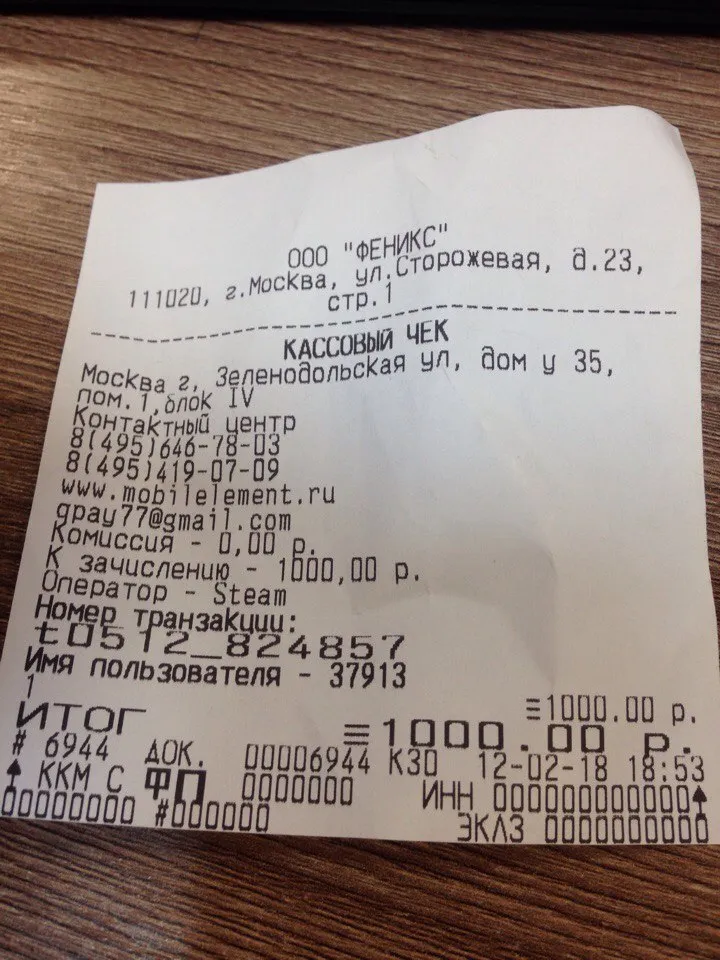 ООО "ФЕНИКС"
111020, г.Москва, ул.Сторожевая, д.23,
стр.1
КАССОВЫЙ ЧЕК
Москва г, Зеленодольская ул, дом у 35,
пом.1,блок IV
Контактный центр
8(495)646-78-03
8(495)419-07-09
www.mobilelement.ru
gpay77@gmail.com
Комиссия - 0,00 р.
К зачислению - 1000,00 р.
Оператор - Steam
Номер транзакции:
t0512_824857
Имя пользователя - 37913
1
≡1000.00 р.
ИТОГ ≡1000.00 р.
# 6944 ДОК. 00006944 К30 12-02-18 18:53
ККМ С ФП 0000000 ИНН 000000000000
00000000 #000000 ЭКЛЗ 0000000000